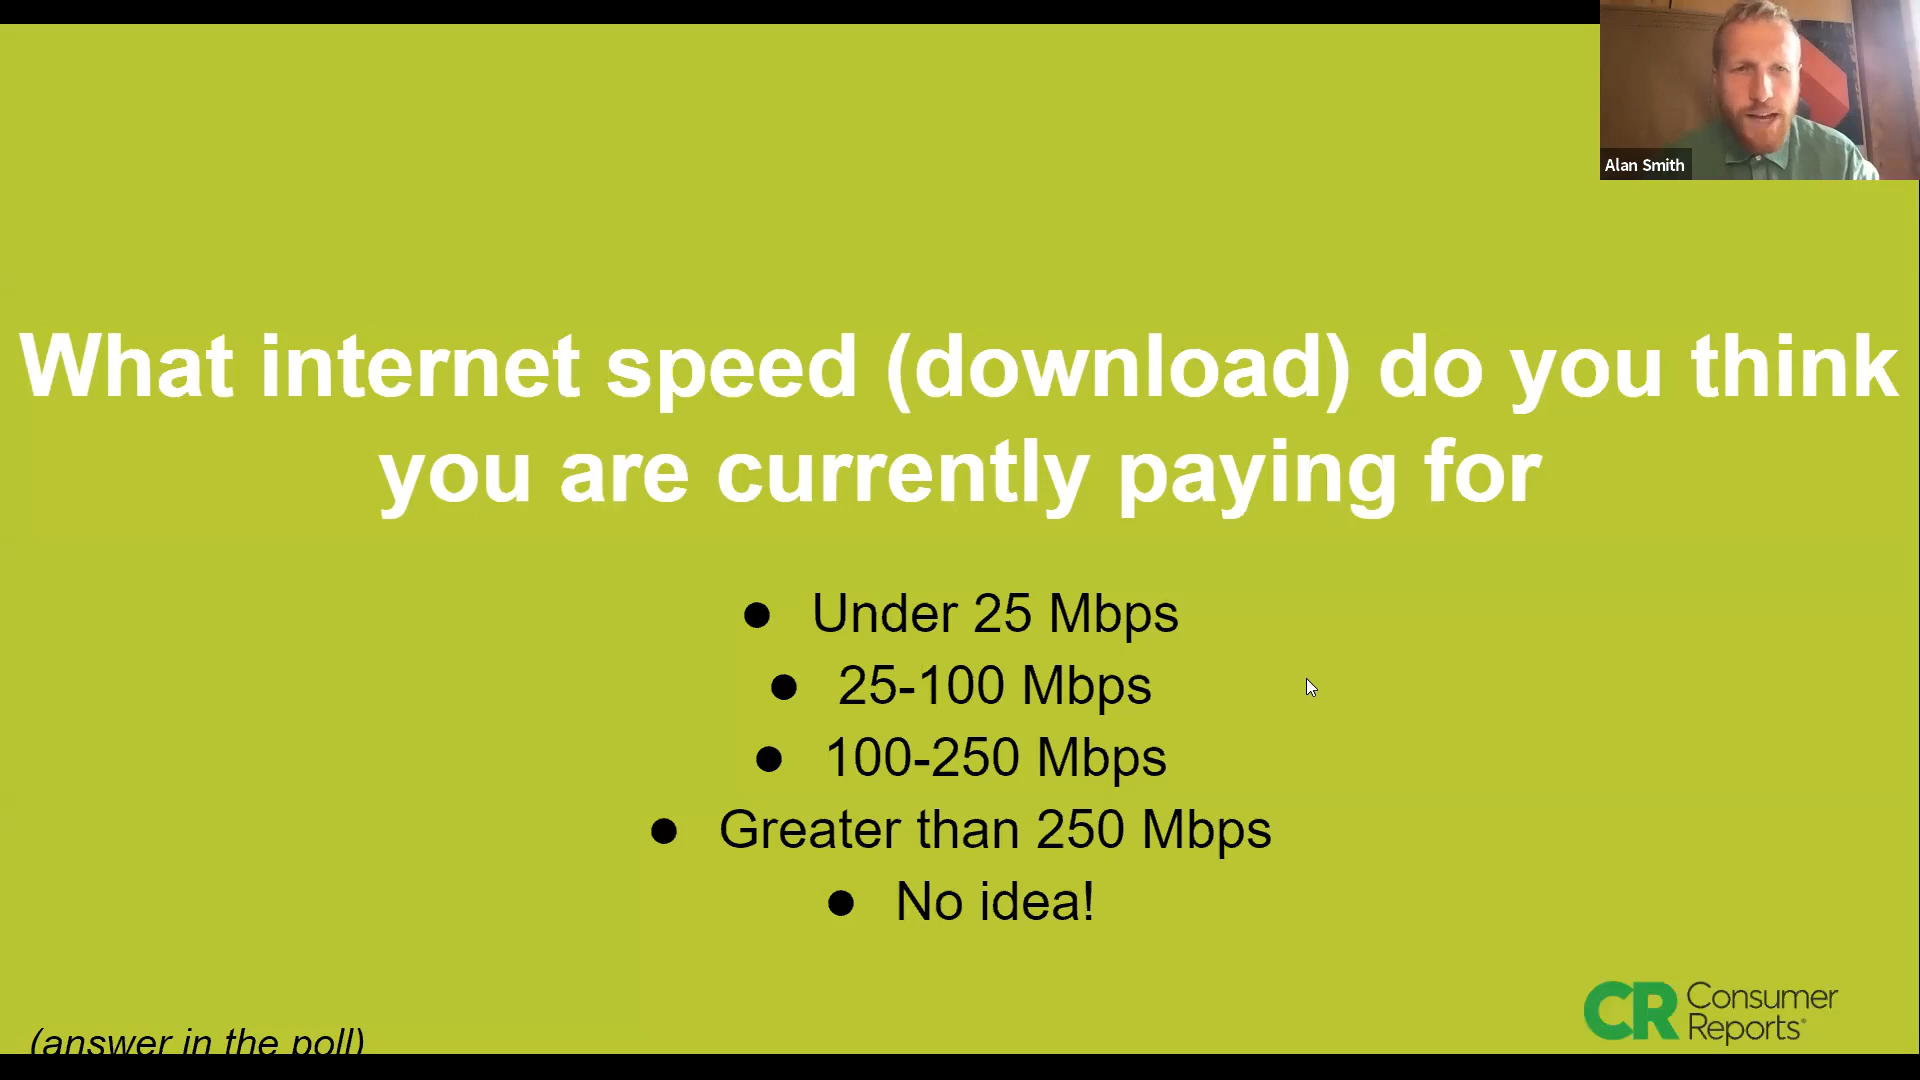 Alan Smith
What internet speed (download) do you think
you are currently paying for
● Under 25 Mbps
● 25-100 Mbps
● 100-250 Mbps
● Greater than 250 Mbps
● No idea!
(answer in the poll)
CR Consumer
Reports®